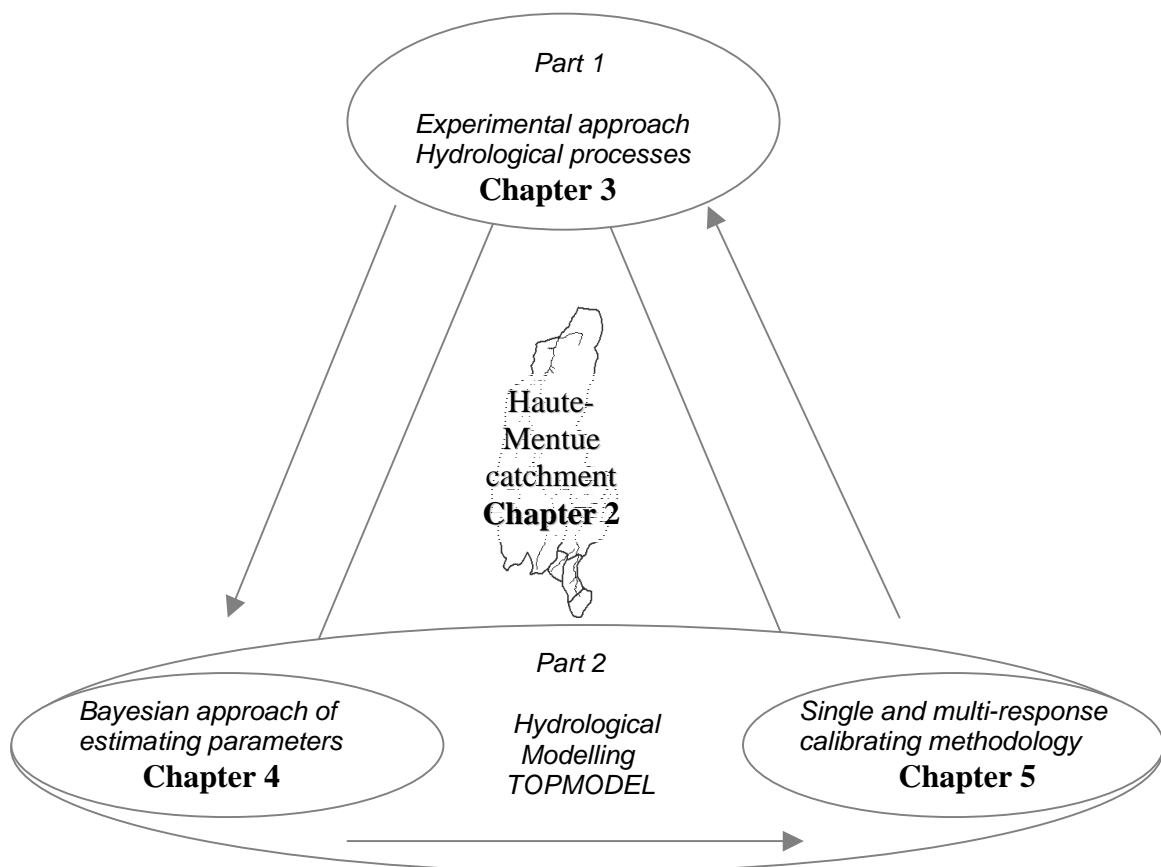 Part 1
Experimental approach
Hydrological processes
Chapter 3
Haute-
Mentue
catchment
Chapter 2
Part 2
Bayesian approach of
estimating parameters
Chapter 4
Hydrological
Modelling
TOPMODEL
Single and multi-response
calibrating methodology
Chapter 5